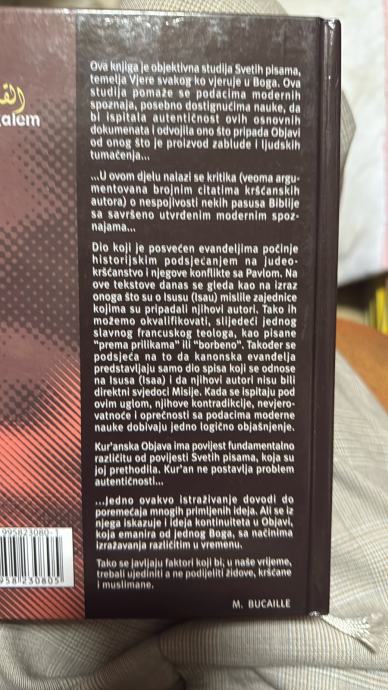 القد
alem
Ova knjiga je objektivna studija Svetih pisama,
temelja Vjere svakog ko vjeruje u Boga. Ova
studija pomaže se podacima modernih
spoznaja, posebno dostignućima nauke, da
bi ispitala autentičnost ovih osnovnih
dokumenata i odvojila ono što pripada Objavi
od onog što je proizvod zablude i ljudskih
tumačenja...
...U ovom djelu nalazi se kritika (veoma argu-
mentovana brojnim citatima kršćanskih
autora) o nespojivosti nekih pasusa Biblije
sa savršeno utvrđenim modernim spoz-
najama...
Dio koji je posvećen evanđeljima počinje
historijskim podsjećanjem na judeo-
kršćanstvo i njegove konflikte sa Pavlom. Na
ove tekstove danas se gleda kao na izraz
onoga što su o Isusu (Isau) mislile zajednice
kojima su pripadali njihovi autori. Tako ih
možemo okvalifikovati, slijedeći jednog
slavnog francuskog teologa, kao pisane
"prema prilikama" ili "borbeno". Također se
podsjeća na to da kanonska evanđelja
predstavljaju samo dio spisa koji se odnose
na Isusa (Isaa) i da njihovi autori nisu bili
direktni svjedoci Misije. Kada se ispitaju pod
ovim uglom, njihove kontradikcije, nevjero-
vatnoće i oprečnosti sa podacima moderne
nauke dobivaju jedno logično objašnjenje.
Kur'anska Objava ima povijest fundamentalno
različitu od povijesti Svetih pisama, koja su
joj prethodila. Kur'an ne postavlja problem
autentičnosti...
...Jedno ovakvo istraživanje dovodi do
poremećaja mnogih primljenih ideja. Ali se iz
njega iskazuje i ideja kontinuiteta u Objavi,
koja emanira od jednog Boga, sa načinima
izražavanja različitim u vremenu.
Tako se javljaju faktori koji bi, u naše vrijeme,
trebali ujediniti a ne podijeliti židove, kršćane
i muslimane.
M. BUCAILLE
995823080-1
958 230805